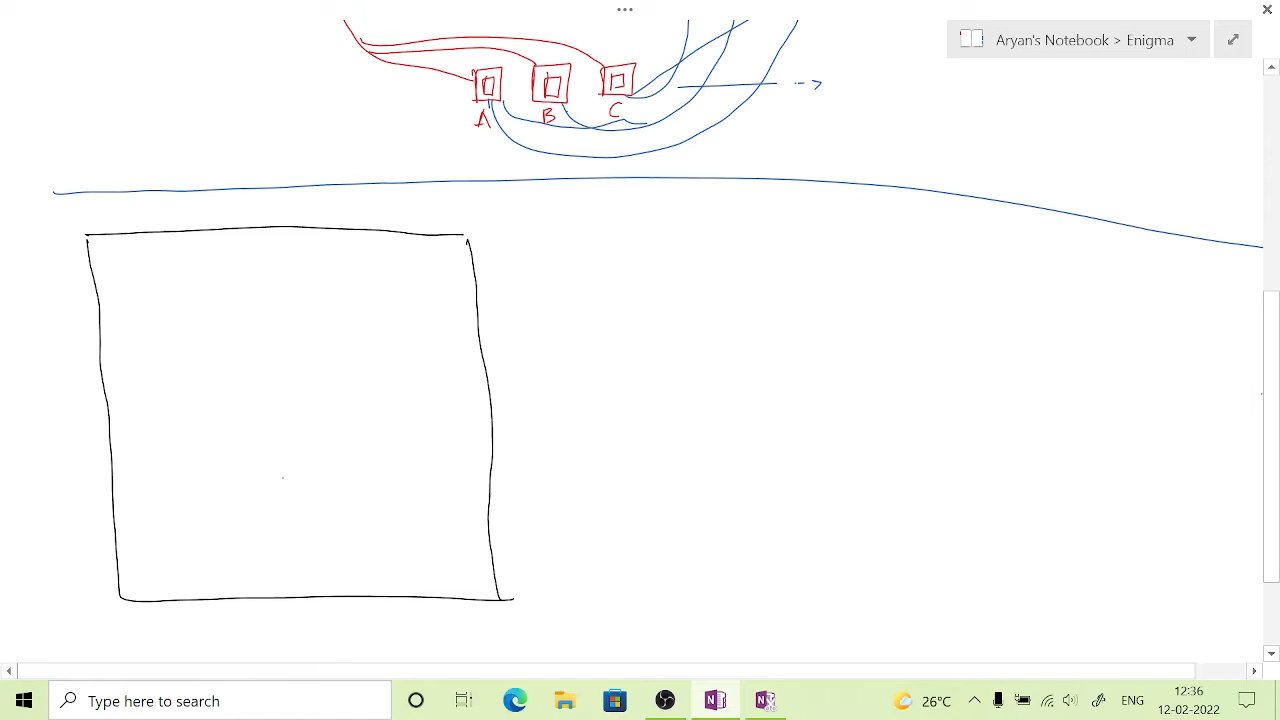 Aryan's Notebook > Enigma
A B C
Type here to search
26°C
ENG
12:36
12-02-2022